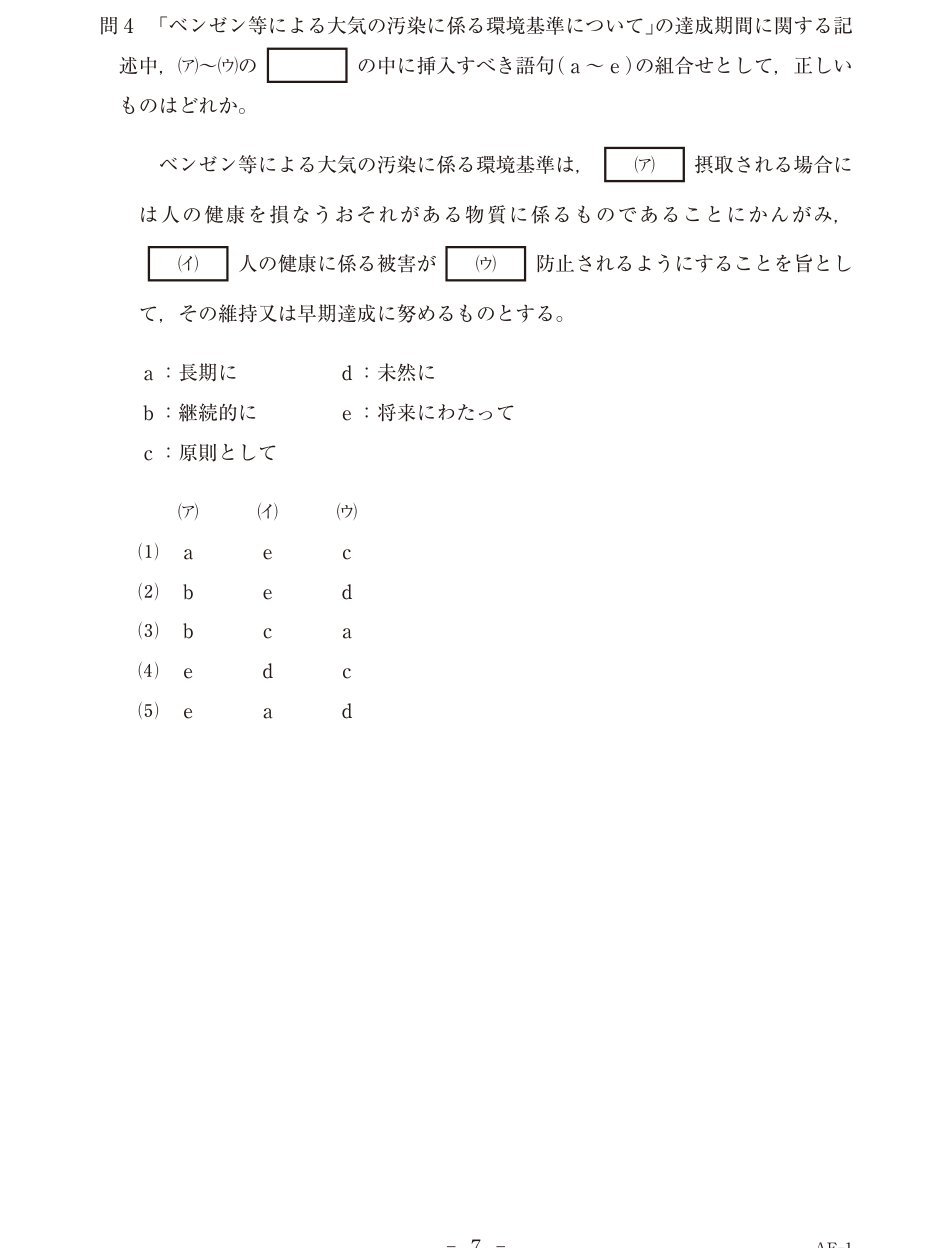 問4 「ベンゼン等による大気の汚染に係る環境基準について」の達成期間に関する記
述中，㈦～㈨の の中に挿入すべき語句(a～e)の組合せとして，正しい
ものはどれか。
ベンゼン等による大気の汚染に係る環境基準は， (ア) 摂取される場合に
は人の健康を損なうおそれがある物質に係るものであることにかんがみ，
(イ) 人の健康に係る被害が (ウ) 防止されるようにすることを旨とし
て，その維持又は早期達成に努めるものとする。
a：長期に d：未然に
b：継続的に e：将来にわたって
c：原則として
(ア) (イ) (ウ)
(1) a e c
(2) b e d
(3) b c a
(4) e d c
(5) e a d
－ 7 －